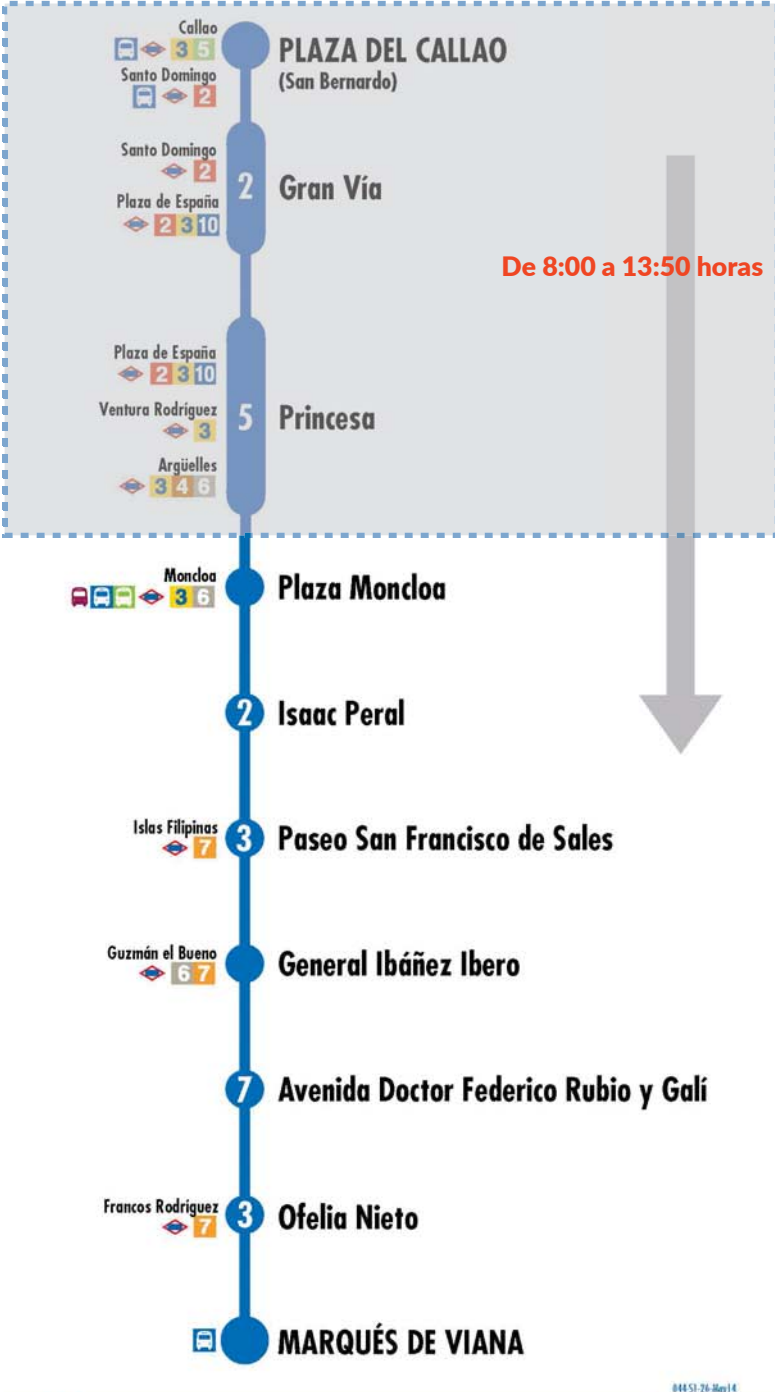 Callao
3 5
PLAZA DEL CALLAO
Santo Domingo
(San Bernardo)
2
Santo Domingo
2
2
Gran Vía
Plaza de España
2 3 10
De 8:00 a 13:50 horas
Plaza de España
2 3 10
Ventura Rodríguez
3
5
Princesa
Argüelles
3 4 6
Moncloa
3 6
Plaza Moncloa
2
Isaac Peral
Islas Filipinas
7
3
Paseo San Francisco de Sales
Guzmán el Bueno
6 7
General Ibáñez Ibero
7
Avenida Doctor Federico Rubio y Galí
Francos Rodríguez
7
3
Ofelia Nieto
MARQUÉS DE VIANA